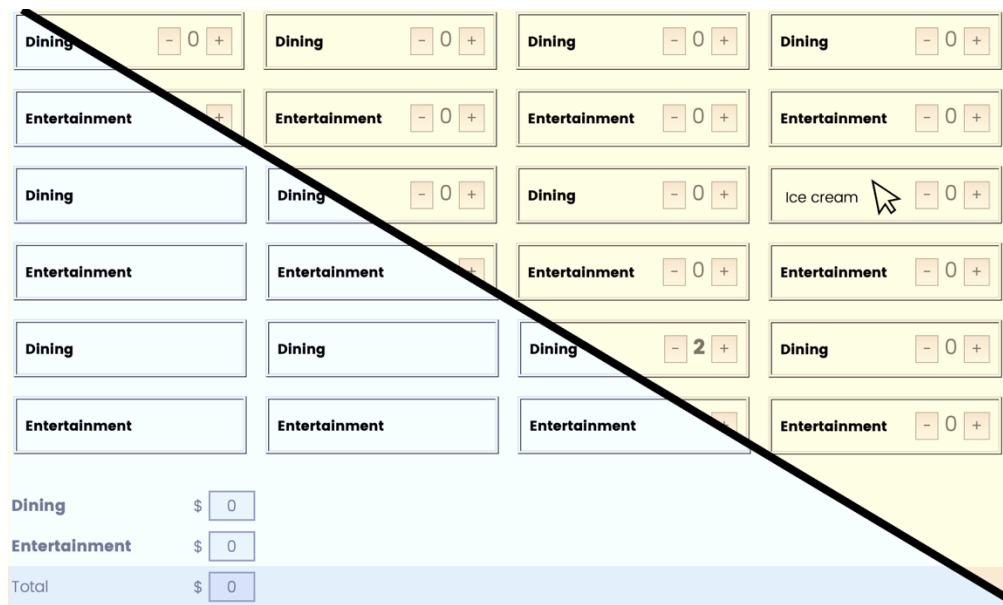 Dining - 0 + Dining - 0 + Dining - 0 + Dining - 0 +
Entertainment + Entertainment - 0 + Entertainment - 0 + Entertainment - 0 +
Dining Dining - 0 + Dining - 0 + Ice cream - 0 +
Entertainment Entertainment + Entertainment - 0 + Entertainment - 0 +
Dining Dining Dining - 2 + Dining - 0 +
Entertainment Entertainment Entertainment + Entertainment - 0 +
Dining $ 0
Entertainment $ 0
Total $ 0